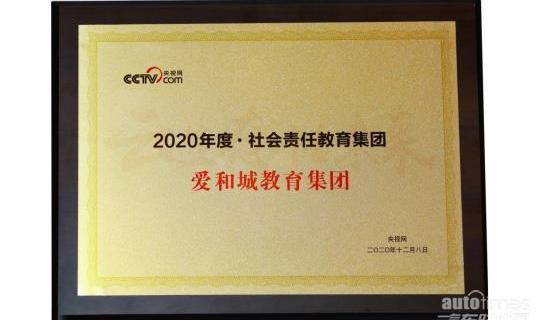 CCTV 央视网
com
2020年度·社会责任教育集团
爱和城教育集团
央视网
二〇二〇年十二月八日
autotimes